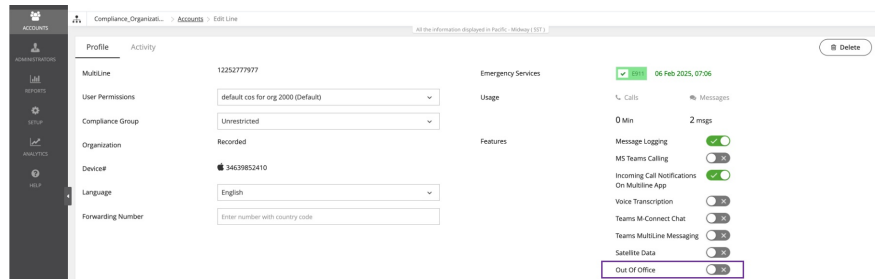 ACCOUNTS
ADMINISTRATORS
REPORTS
SETUP
ANALYTICS
HELP
Compliance_Organizati... > Accounts > Edit Line
All the information displayed in Pacific - Midway ( SST )
Profile
Activity
Delete
MultiLine
12252777977
User Permissions
default cos for org 2000 (Default)
Compliance Group
Unrestricted
Organization
Recorded
Device#
34639852410
Language
English
Forwarding Number
Enter number with country code
Emergency Services
E911 06 Feb 2025, 07:06
Usage
Calls
Messages
0 Min
2 msgs
Features
Message Logging
MS Teams Calling
Incoming Call Notifications
On Multiline App
Voice Transcription
Teams M-Connect Chat
Teams MultiLine Messaging
Satellite Data
Out Of Office